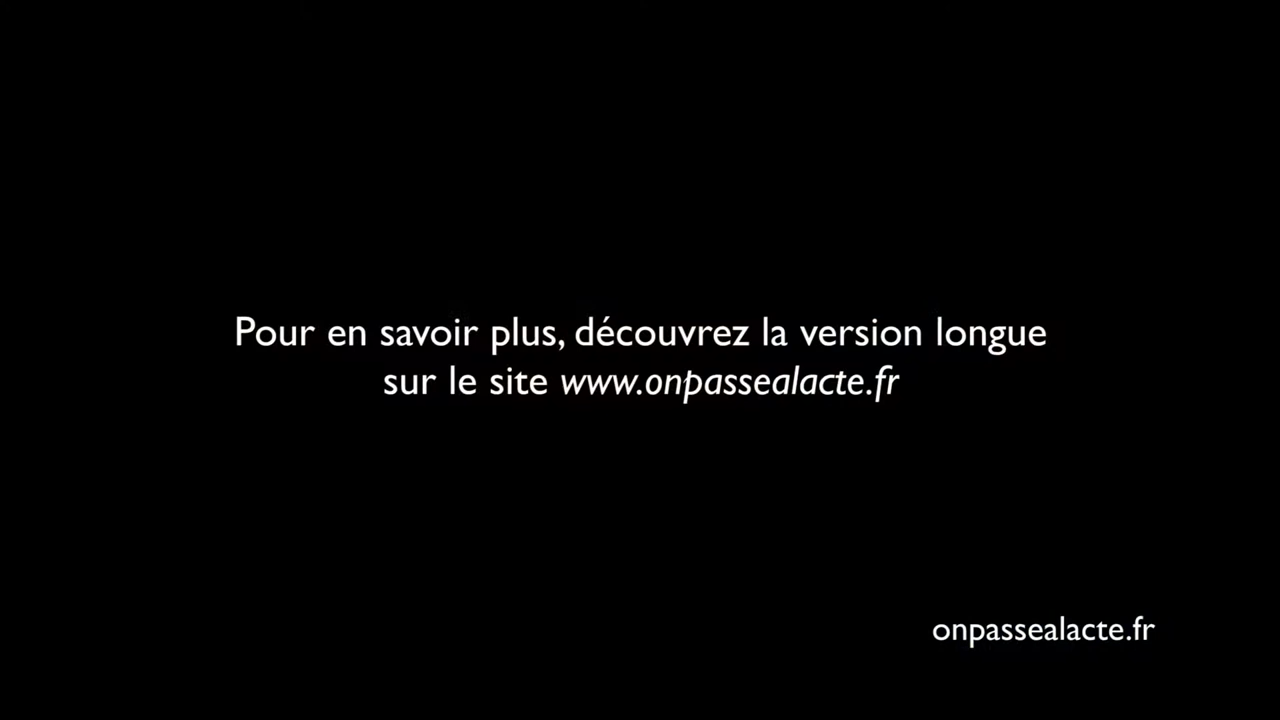 Pour en savoir plus, découvrez la version longue
sur le site www.onpassealacte.fr
onpassealacte.fr